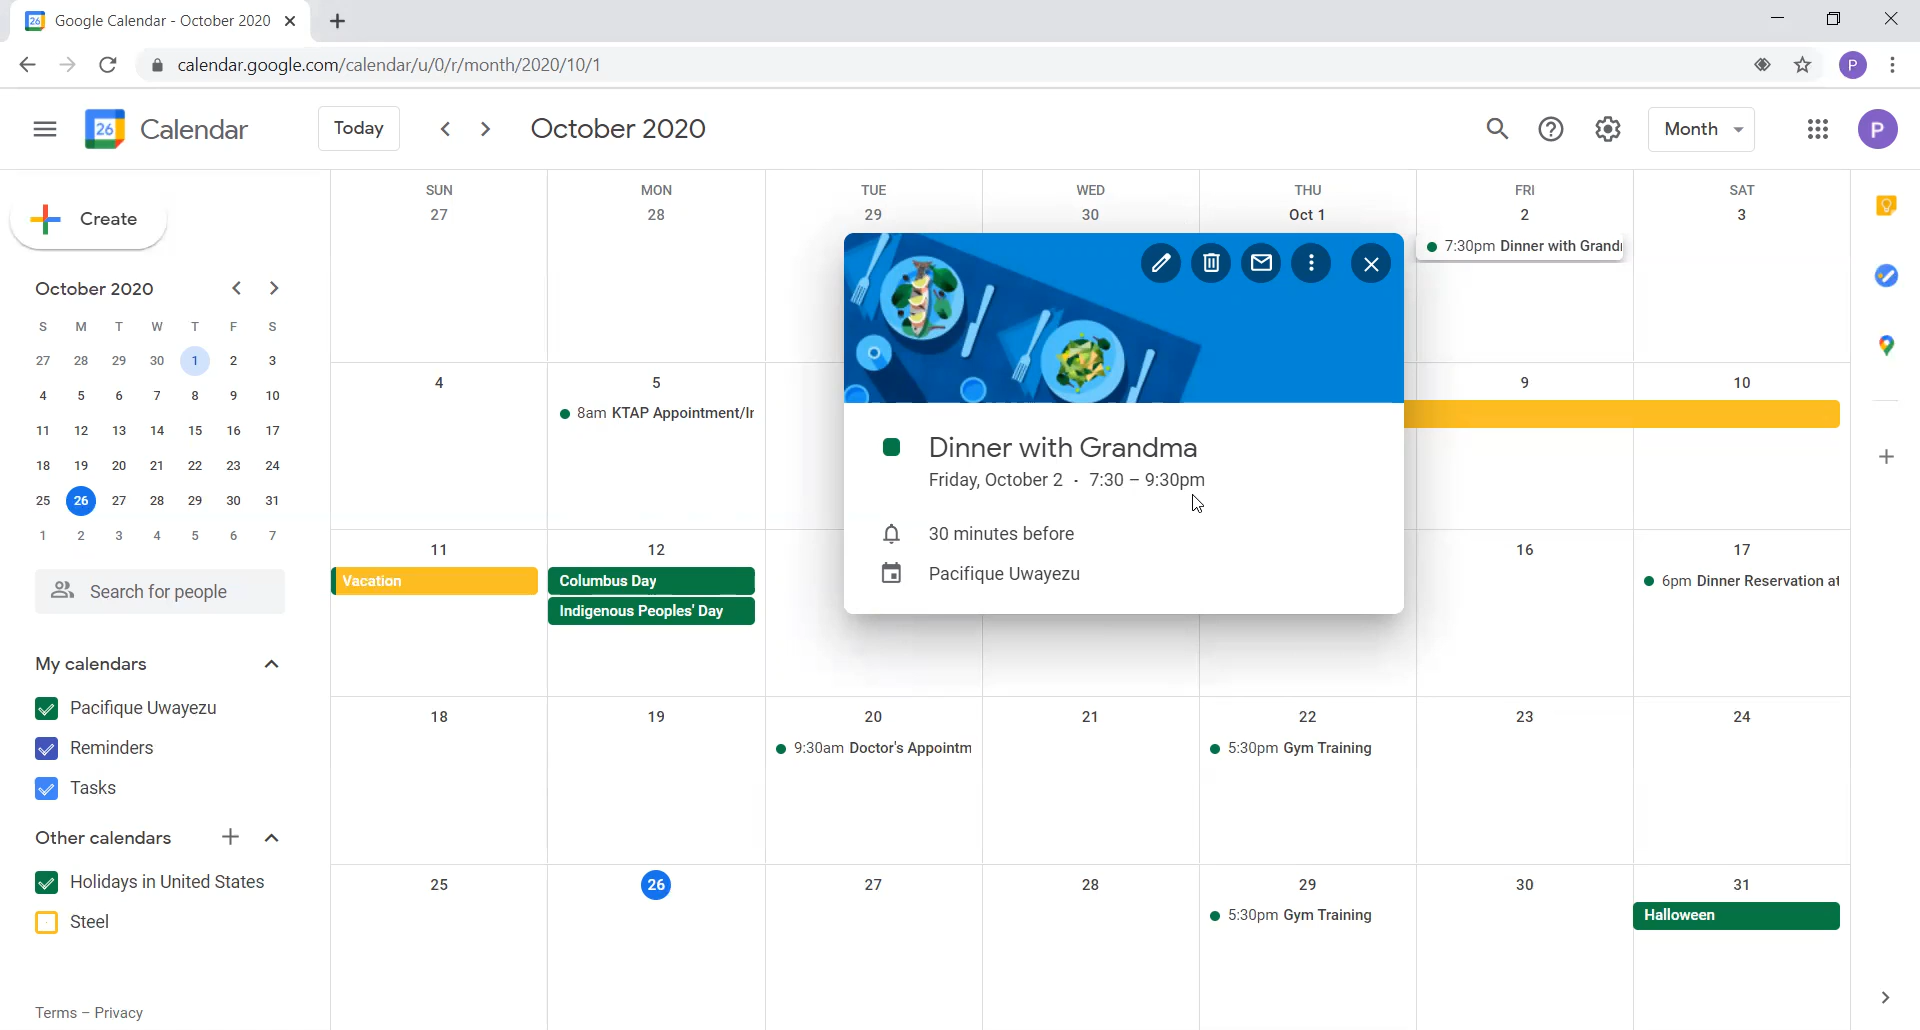 Google Calendar - October 2020
calendar.google.com/calendar/u/0/r/month/2020/10/1
P
26 Calendar
Today
October 2020
Month
P
Create
October 2020
S M T W T F S
27 28 29 30 1 2 3
4 5 6 7 8 9 10
11 12 13 14 15 16 17
18 19 20 21 22 23 24
25 26 27 28 29 30 31
1 2 3 4 5 6 7
Search for people
My calendars
Pacifique Uwayezu
Reminders
Tasks
Other calendars
Holidays in United States
Steel
Terms – Privacy
SUN MON TUE WED THU FRI SAT
27 28 29 30 Oct 1 2 3
7:30pm Dinner with Grand
4 5 9 10
8am KTAP Appointment/Ir
Dinner with Grandma
Friday, October 2 · 7:30 – 9:30pm
30 minutes before
Pacifique Uwayezu
11 12 16 17
Vacation
Columbus Day
Indigenous Peoples' Day
6pm Dinner Reservation at
18 19 20 21 22 23 24
9:30am Doctor's Appointm
5:30pm Gym Training
25 26 27 28 29 30 31
5:30pm Gym Training
Halloween